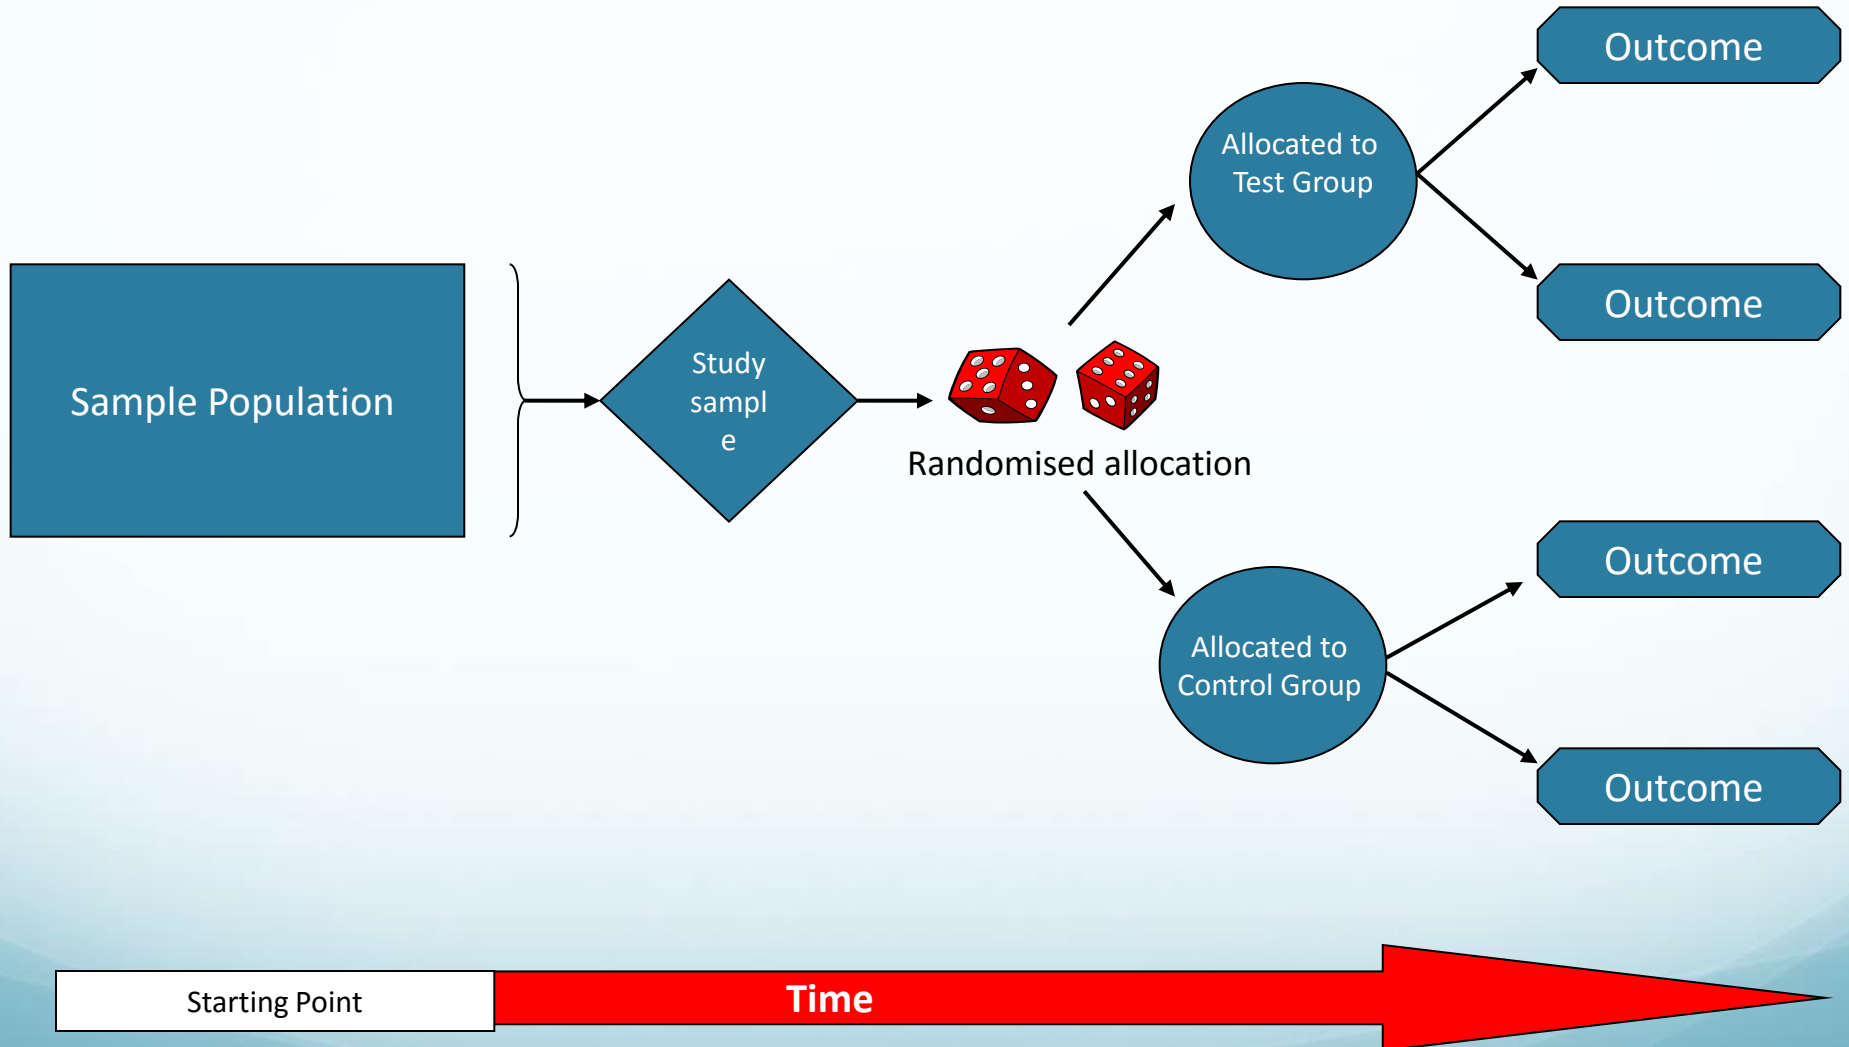 Sample Population
Study
sampl
e
Randomised allocation
Allocated to
Test Group
Allocated to
Control Group
Outcome
Outcome
Outcome
Outcome
Starting Point
Time